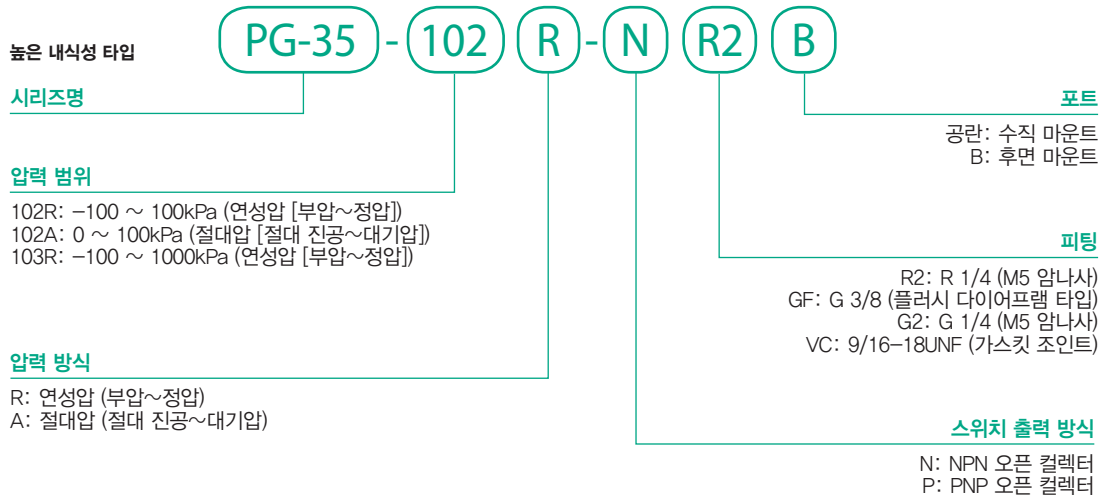 높은 내식성 타입
PG-35 - 102 R - N R2 B
시리즈명
압력 범위
102R: -100 ~ 100kPa (연성압 [부압~정압])
102A: 0 ~ 100kPa (절대압 [절대 진공~대기압])
103R: -100 ~ 1000kPa (연성압 [부압~정압])
압력 방식
R: 연성압 (부압~정압)
A: 절대압 (절대 진공~대기압)
포트
공란: 수직 마운트
B: 후면 마운트
피팅
R2: R 1/4 (M5 암나사)
GF: G 3/8 (플러시 다이어프램 타입)
G2: G 1/4 (M5 암나사)
VC: 9/16-18UNF (가스킷 조인트)
스위치 출력 방식
N: NPN 오픈 컬렉터
P: PNP 오픈 컬렉터